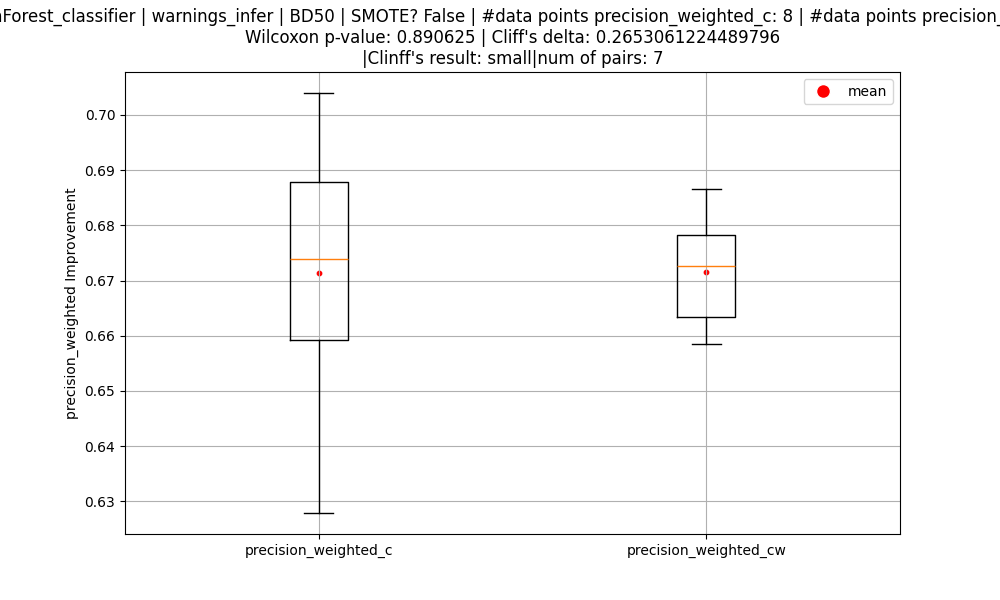 Forest_classifier | warnings_infer | BD50 | SMOTE? False | #data points precision_weighted_c: 8 | #data points precision_
Wilcoxon p-value: 0.890625 | Cliff's delta: 0.2653061224489796
|Clinff's result: small|num of pairs: 7
mean
0.70
0.69
0.68
0.67
0.66
0.65
0.64
0.63
precision_weighted Improvement
precision_weighted_c
precision_weighted_cw